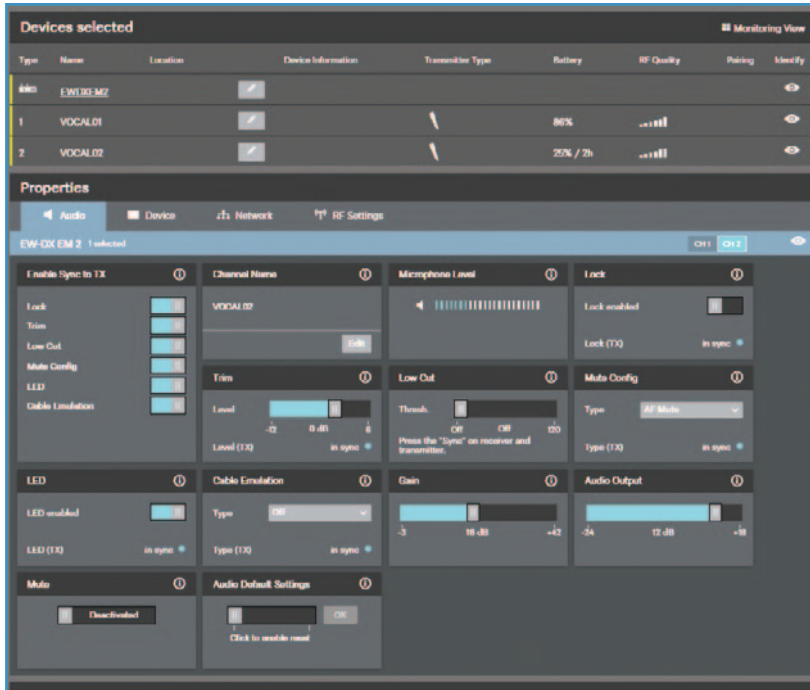 Devices selected
Monitoring View
Type Name Location Device Information Transmitter Type Battery RF Quality Pairing Identify
EWDXEM2
1 VOCAL01 86%
2 VOCAL02 25% / 2h
Properties
Audio Device Network RF Settings
EW-DX EM 2 1 selected CH 1 CH 2
Enable Sync to TX
Lock
Trim
Low Cut
Mute Config
LED
Cable Emulation
Channel Name
VOCAL02
Edit
Microphone Level
Lock
Lock enabled
Lock (TX) in sync
Trim
Level
-12 0 dB 6
Level (TX) in sync
Low Cut
Thresh.
Off Off 120
Press the "Sync" on receiver and
transmitter.
Mute Config
Type AF Mute
Type (TX) in sync
LED
LED enabled
LED (TX) in sync
Cable Emulation
Type Off
Type (TX) in sync
Gain
-3 18 dB +42
Audio Output
-24 12 dB +18
Mute
Deactivated
Audio Default Settings
OK
Click to enable reset